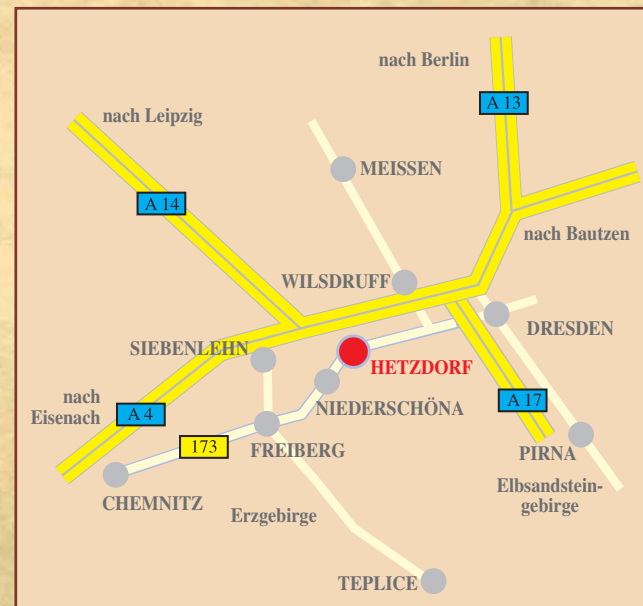 nach Berlin
A 13
nach Leipzig
MEISSEN
A 14
nach Bautzen
WILSDRUFF
DRESDEN
SIEBENLEHN
HETZDORF
nach
Eisenach
A 4
NIEDERSCHÖNA
A 17
173
FREIBERG
PIRNA
CHEMNITZ
Elbsandstein-
gebirge
Erzgebirge
TEPLICE